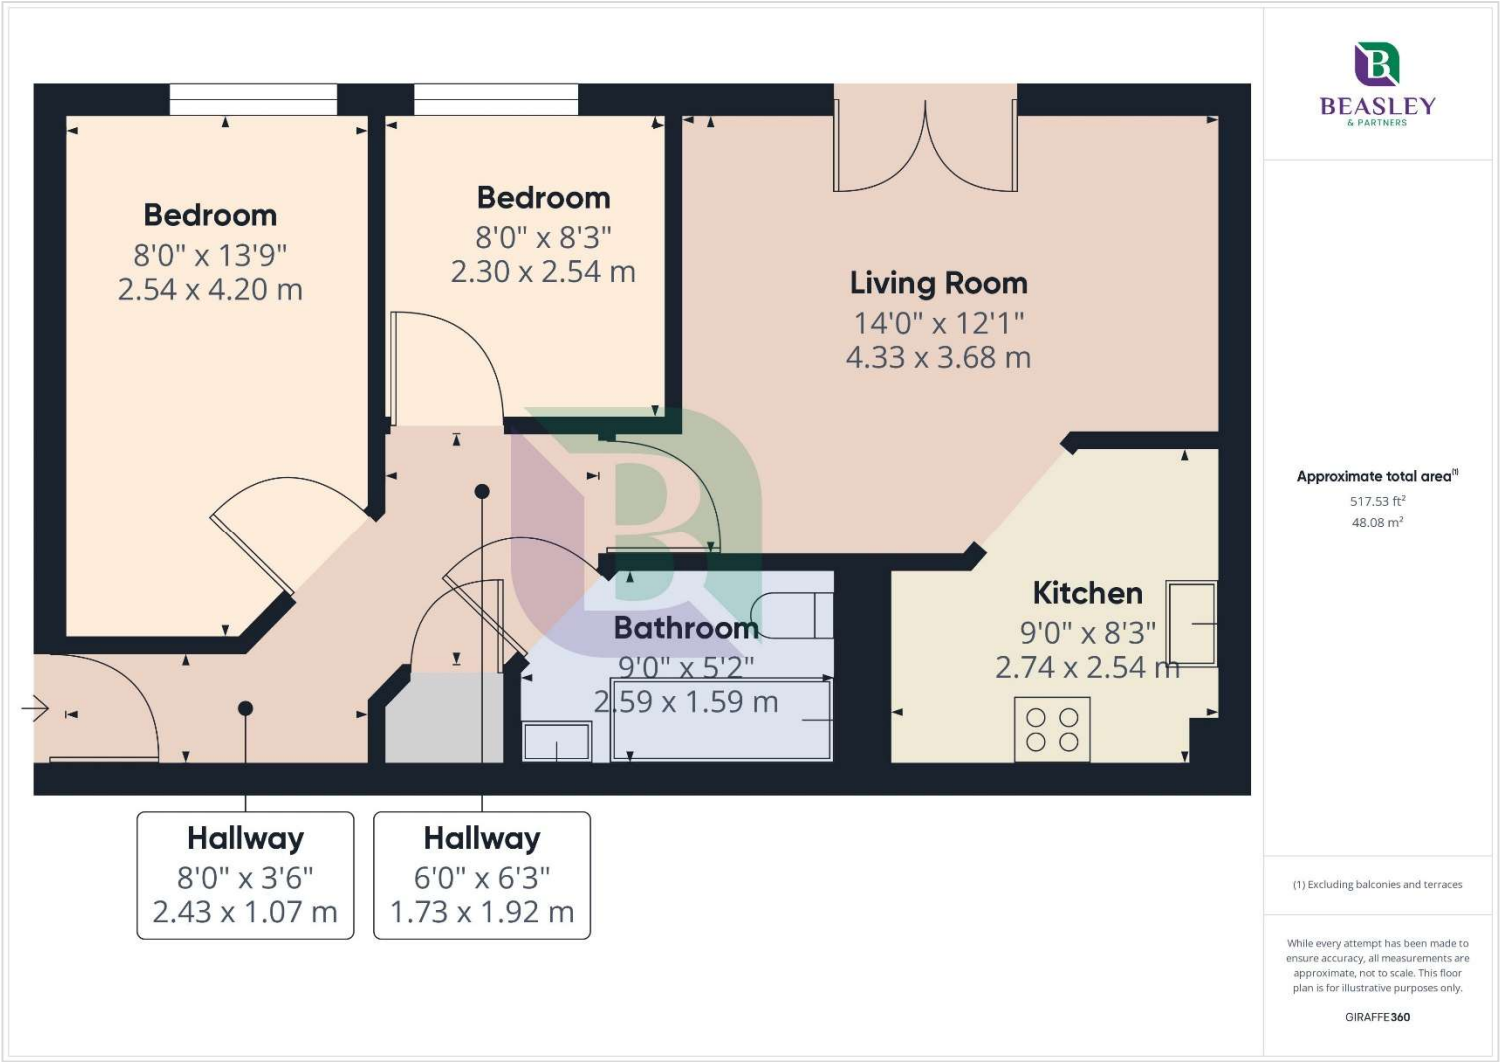 Bedroom
8'0" x 13'9"
2.54 x 4.20 m
Bedroom
8'0" x 8'3"
2.30 x 2.54 m
Living Room
14'0" x 12'1"
4.33 x 3.68 m
Kitchen
9'0" x 8'3"
2.74 x 2.54 m
Bathroom
9'0" x 5'2"
2.59 x 1.59 m
Hallway
8'0" x 3'6"
2.43 x 1.07 m
Hallway
6'0" x 6'3"
1.73 x 1.92 m
B
B
BEASLEY
& PARTNERS
Approximate total area⁽¹⁾
517.53 ft²
48.08 m²
(1) Excluding balconies and terraces
While every attempt has been made to
ensure accuracy, all measurements are
approximate, not to scale. This floor
plan is for illustrative purposes only.
GIRAFFE360